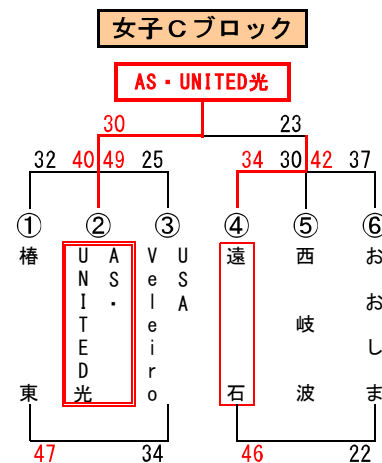 女子Cブロック
AS・UNITED光
30 23
32 40 49 25 34 30 42 37
① ② ③ ④ ⑤ ⑥
椿東
AS・
UNITED光
USA
Veleiro
遠石
西岐波
おおしま
47 34 46 22